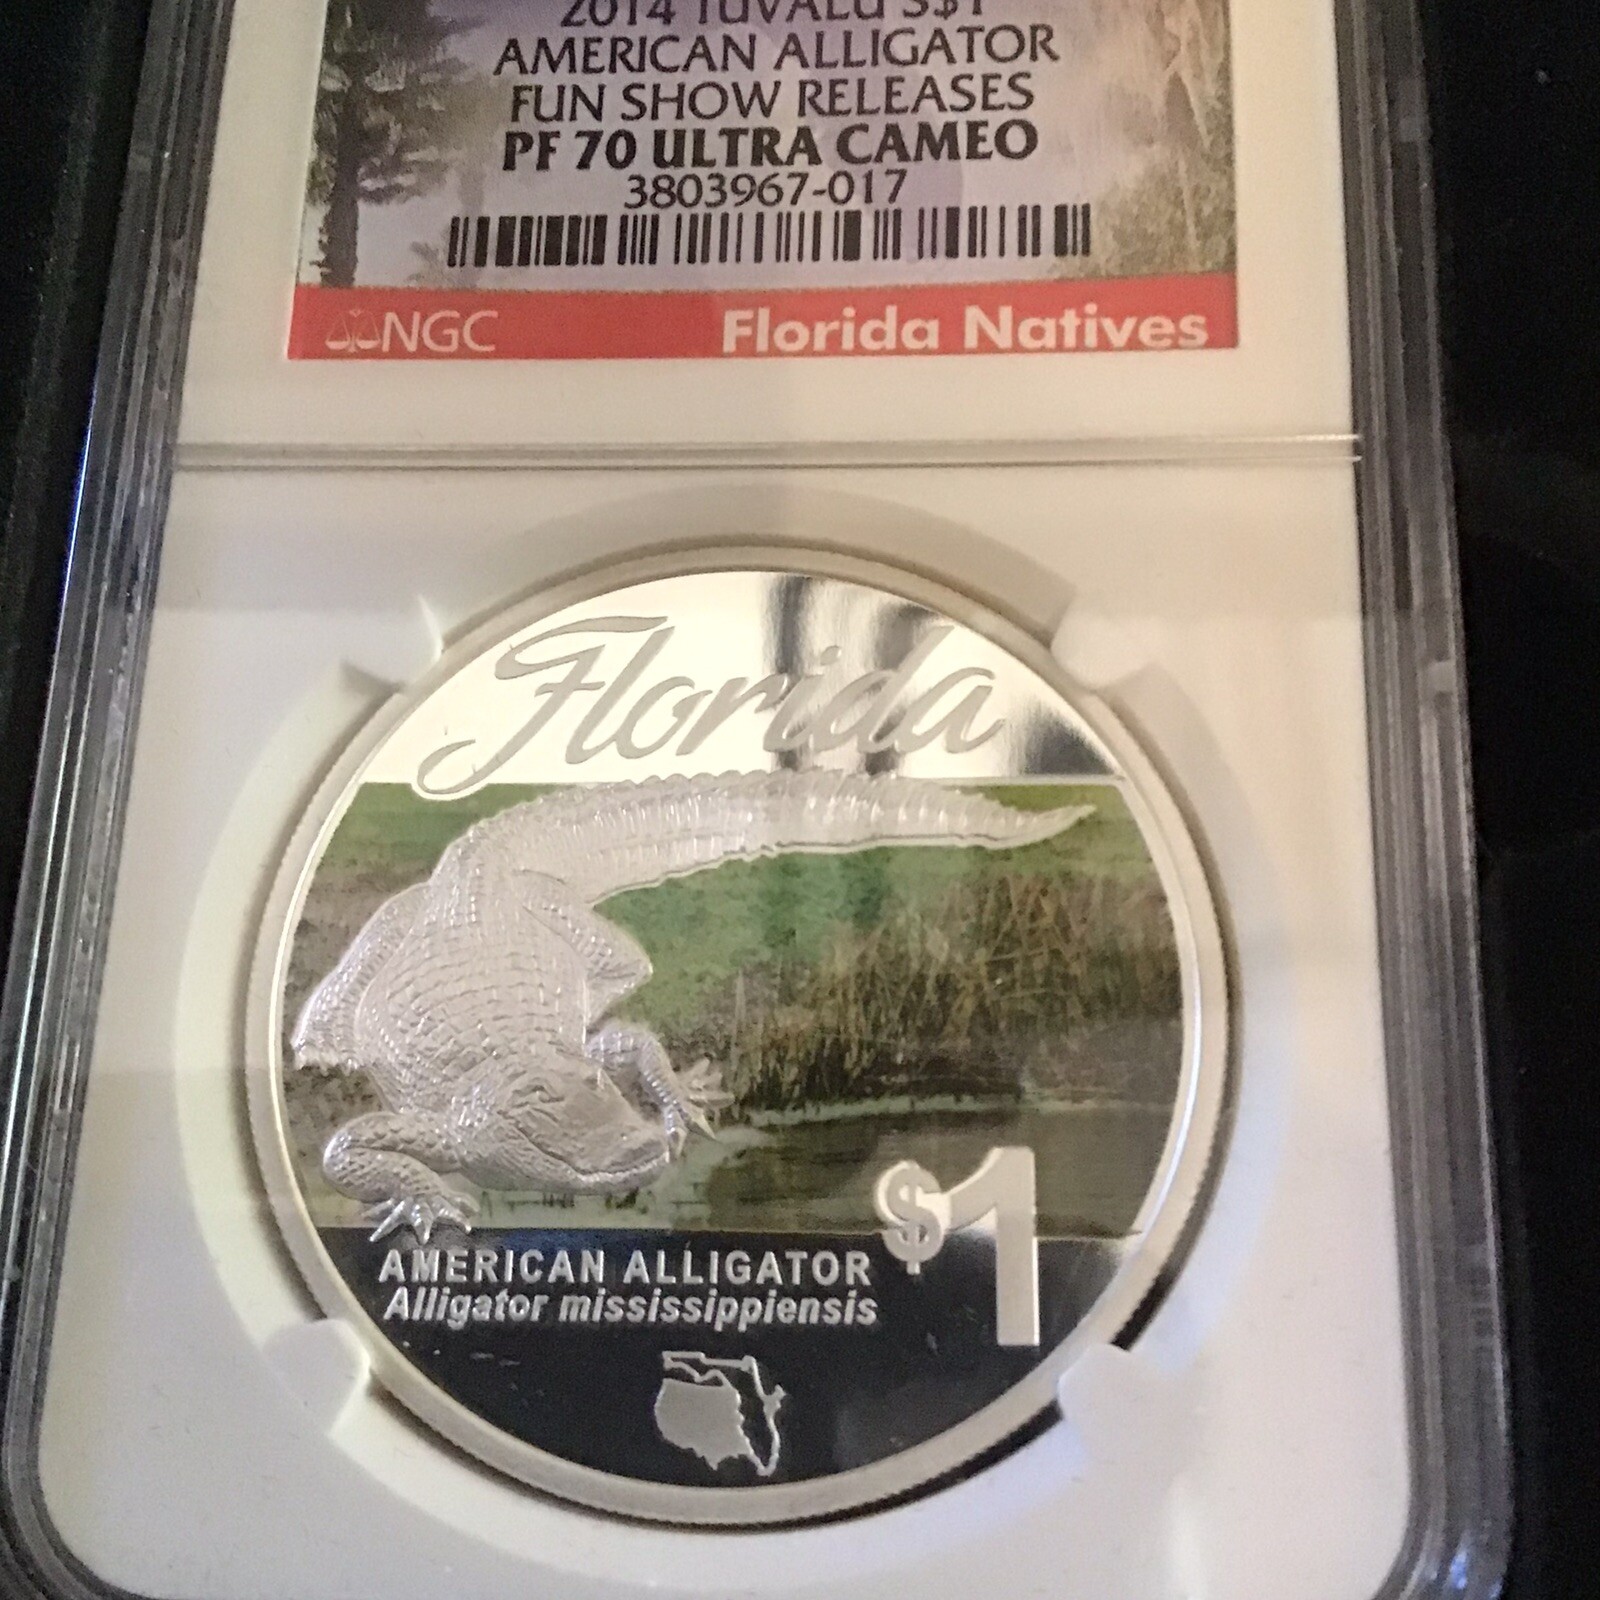 2014 TUVALU S$1
AMERICAN ALLIGATOR
FUN SHOW RELEASES
PF 70 ULTRA CAMEO
3803967-017
NGC Florida Natives
Florida
$1
AMERICAN ALLIGATOR
Alligator mississippiensis